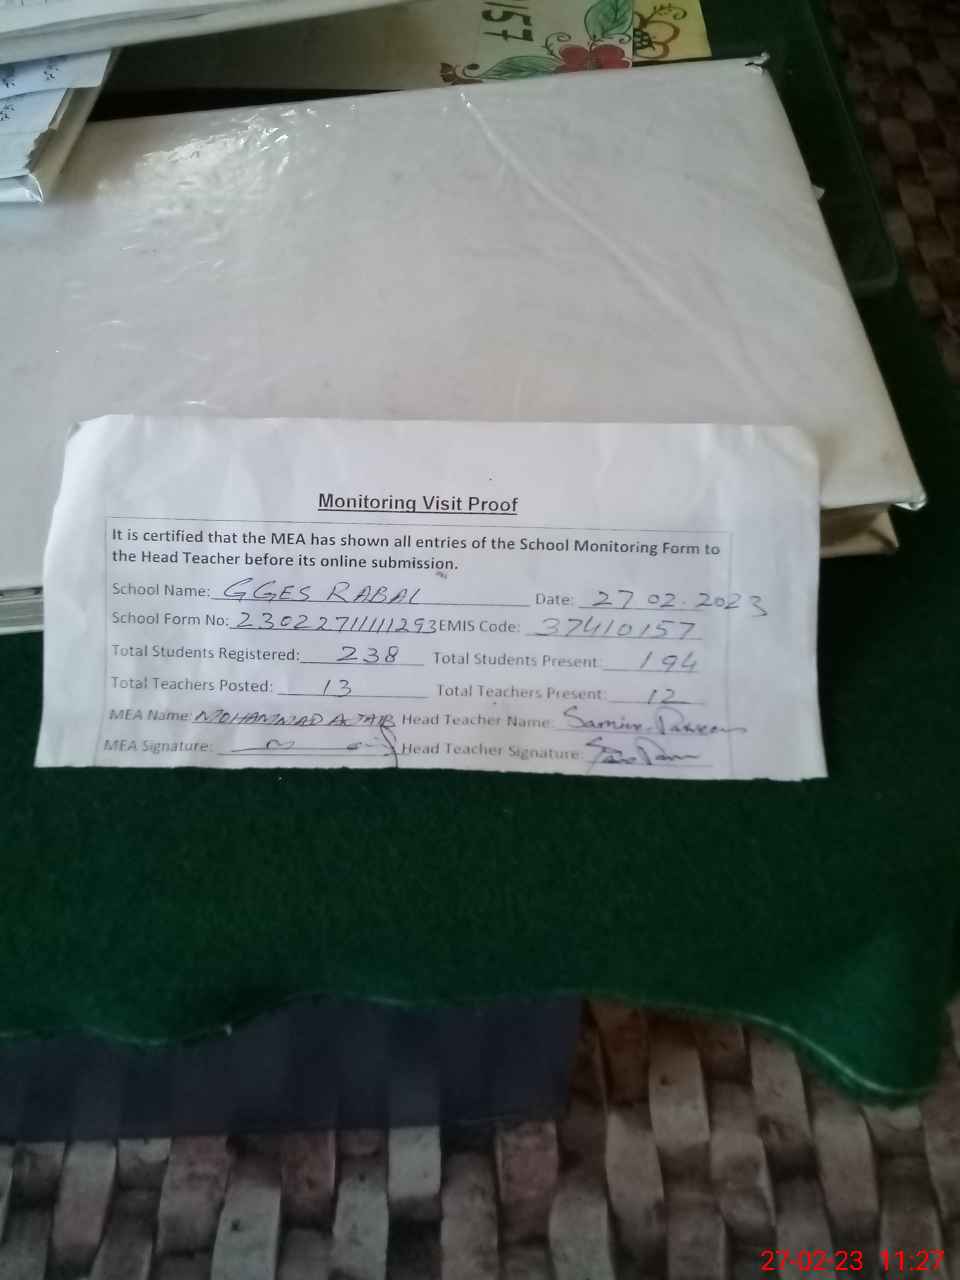 157
Monitoring Visit Proof
It is certified that the MEA has shown all entries of the School Monitoring Form to
the Head Teacher before its online submission.
School Name: GGES RABAL Date: 27 02.2023
School Form No: 23022711111293 EMIS Code: 37410157
Total Students Registered: 238 Total Students Present: 194
Total Teachers Posted: 13 Total Teachers Present: 12
MEA Name: MOHAMMAD Head Teacher Name:
MEA Signature: Head Teacher Signature:
27-02-23 11:27